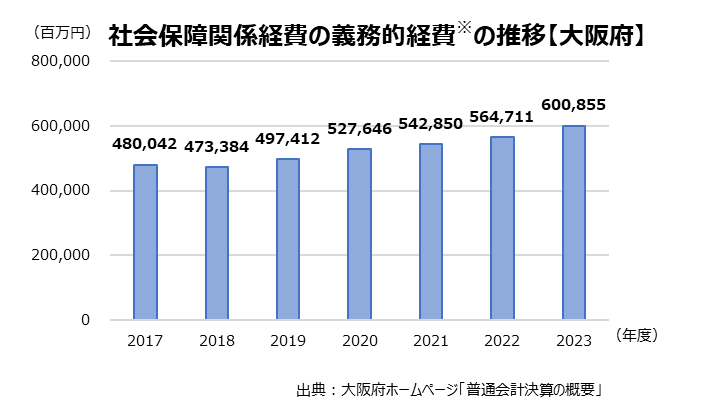 （百万円） 社会保障関係経費の義務的経費※の推移【大阪府】
800,000
600,000
400,000
200,000
0
480,042 473,384 497,412 527,646 542,850 564,711 600,855
2017 2018 2019 2020 2021 2022 2023 （年度）
出典：大阪府ホームページ「普通会計決算の概要」